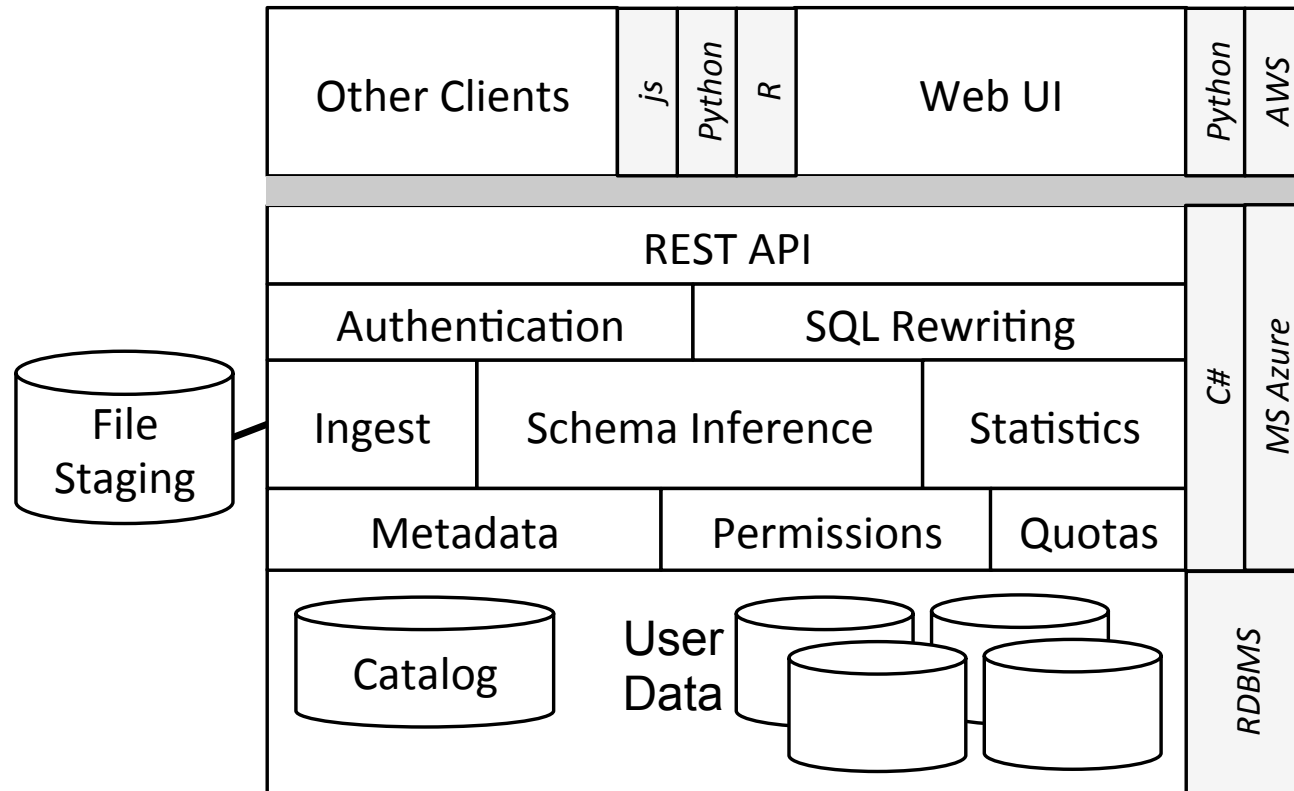 Other Clients
js
Python
R
Web UI
Python
AWS
REST API
Authentication
SQL Rewriting
C#
MS Azure
File
Staging
Ingest
Schema Inference
Statistics
Metadata
Permissions
Quotas
Catalog
User
Data
RDBMS